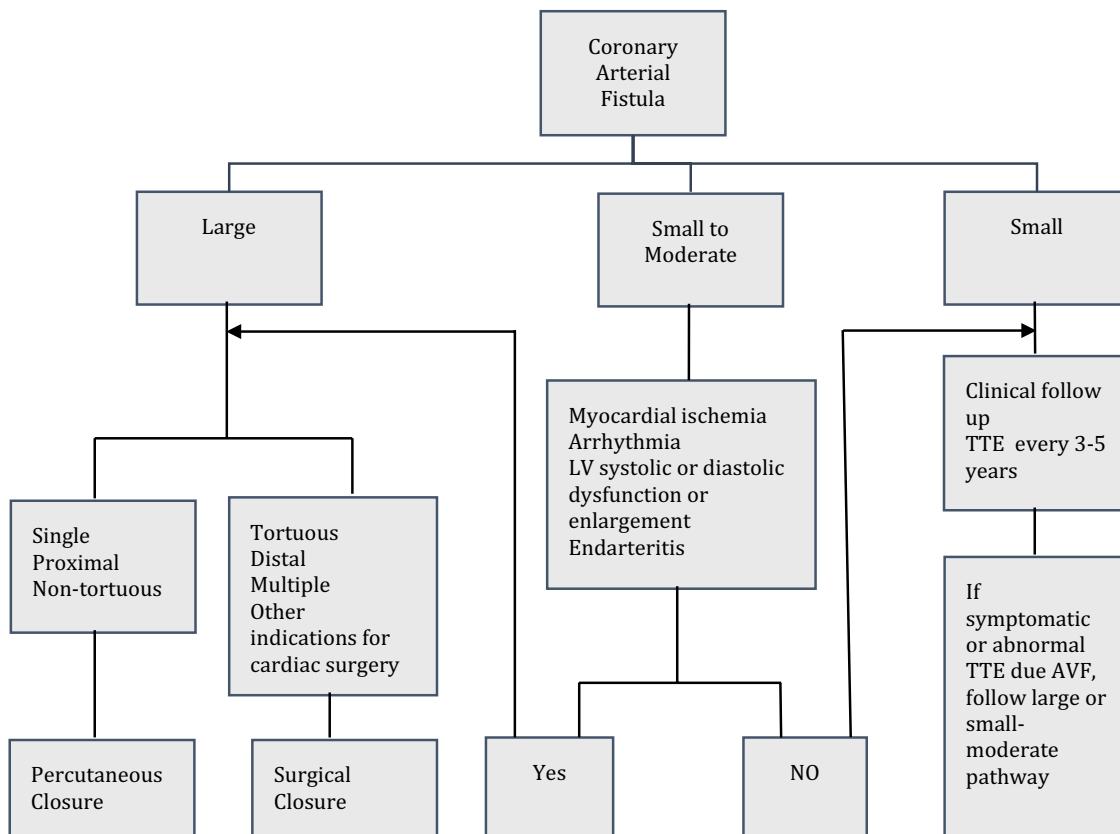 Coronary
Arterial
Fistula
Large
Small to
Moderate
Small
Myocardial ischemia
Arrhythmia
LV systolic or diastolic
dysfunction or
enlargement
Endarteritis
Clinical follow
up
TTE every 3-5
years
Single
Proximal
Non-tortuous
Tortuous
Distal
Multiple
Other
indications for
cardiac surgery
If
symptomatic
or abnormal
TTE due AVF,
follow large or
small-
moderate
pathway
Percutaneous
Closure
Surgical
Closure
Yes
NO